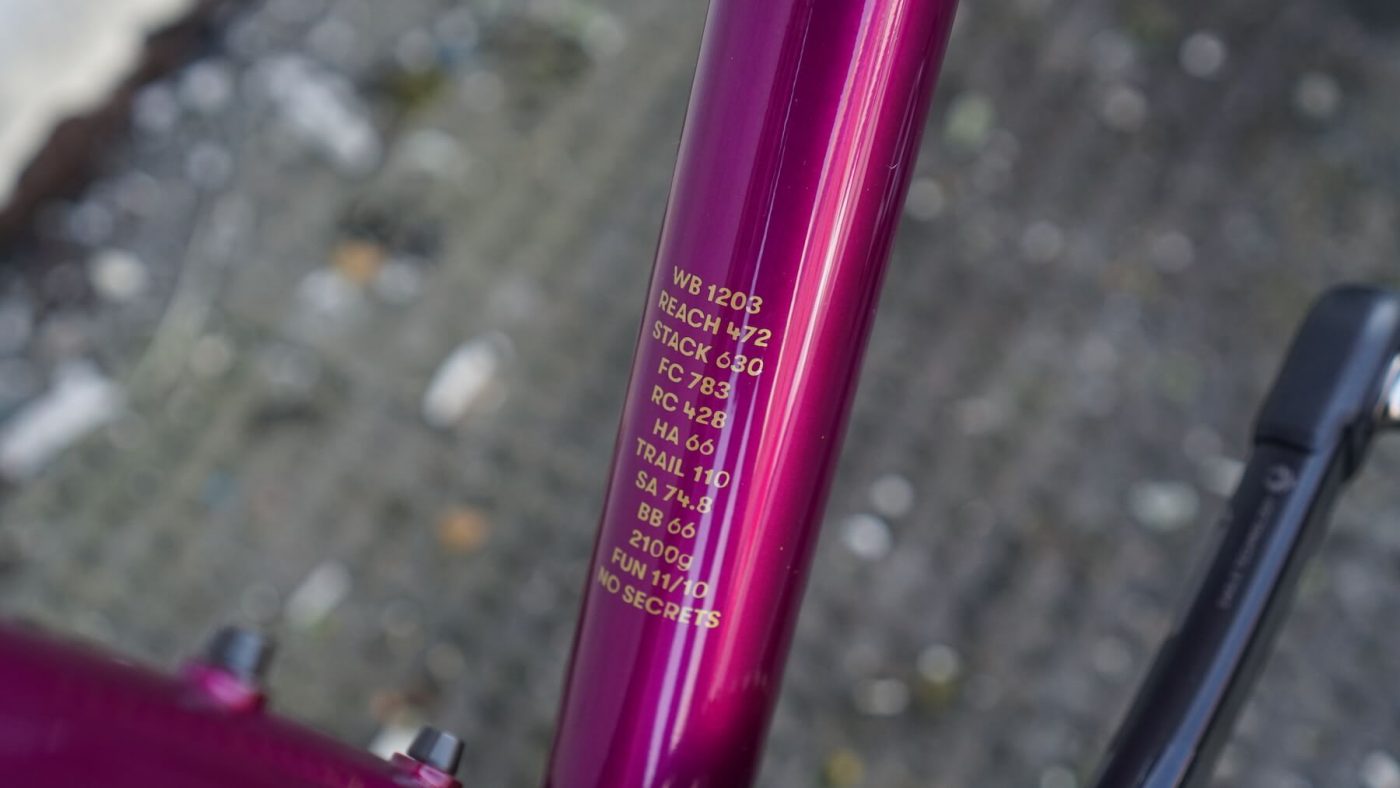 WB 1203
REACH 472
STACK 630
FC 783
RC 428
HA 66
TRAIL 110
SA 74.8
BB 66
2100g
FUN 11/10
NO SECRETS